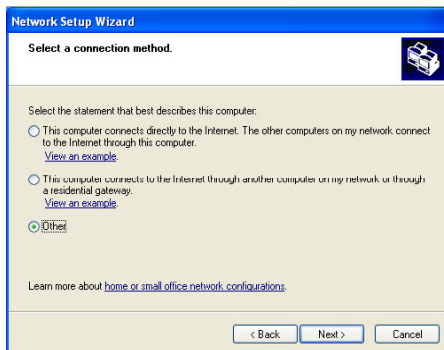 Network Setup Wizard
Select a connection method.
Select the statement that best describes this computer:
This computer connects directly to the Internet. The other computers on my network connect
to the Internet through this computer.
View an example.
This computer connects to the Internet through another computer on my network or through
a residential gateway.
View an example.
Other
Learn more about home or small office network configurations.
< Back Next > Cancel